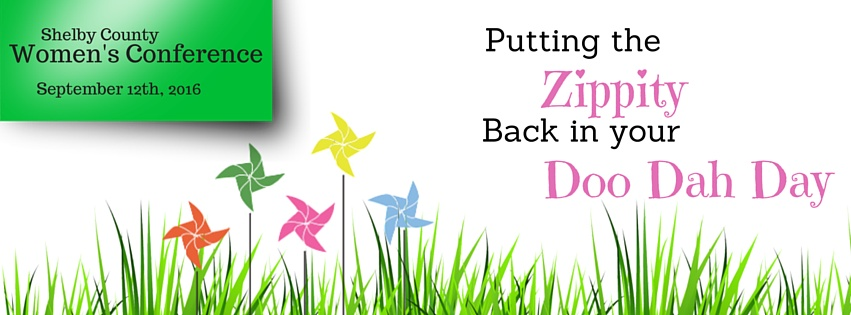 Shelby County
Women's Conference
September 12th, 2016
Putting the
Zippity
Back in your
Doo Dah Day